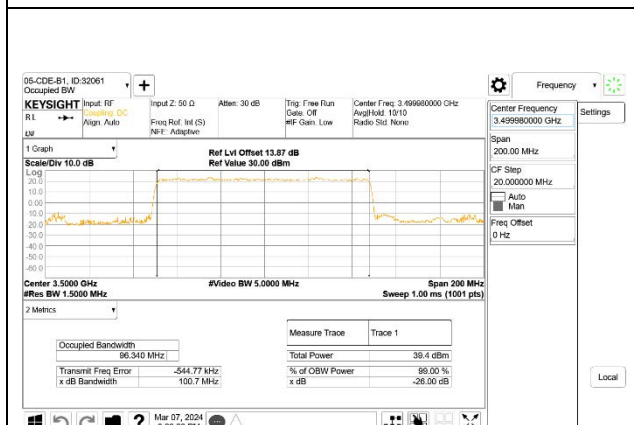 05-CDE-B1, ID:32061
Occupied BW
Frequency
KEYSIGHT Input: RF
R L
Coupling: DC
Align: Auto
Input Z: 50 Ω
Freq Ref: Int (S)
NFE: Adaptive
Atten: 30 dB
Trig: Free Run
Gate: Off
#IF Gain: Low
Center Freq: 3.499980000 GHz
Avg|Hold: 10/10
Radio Std: None
Center Frequency
3.499980000 GHz
Settings
Span
200.00 MHz
CF Step
20.000000 MHz
Auto
Man
Freq Offset
0 Hz
1 Graph
Scale/Div 10.0 dB
Ref Lvl Offset 13.87 dB
Ref Value 30.00 dBm
Log
20.0
10.0
0.00
-10.0
-20.0
-30.0
-40.0
-50.0
-60.0
Center 3.5000 GHz
#Res BW 1.5000 MHz
#Video BW 5.0000 MHz
Span 200 MHz
Sweep 1.00 ms (1001 pts)
2 Metrics
Measure Trace Trace 1
Occupied Bandwidth
96.340 MHz
Total Power 39.4 dBm
Transmit Freq Error -544.77 kHz
% of OBW Power 99.00 %
x dB Bandwidth 100.7 MHz
x dB -26.00 dB
Local
Mar 07, 2024